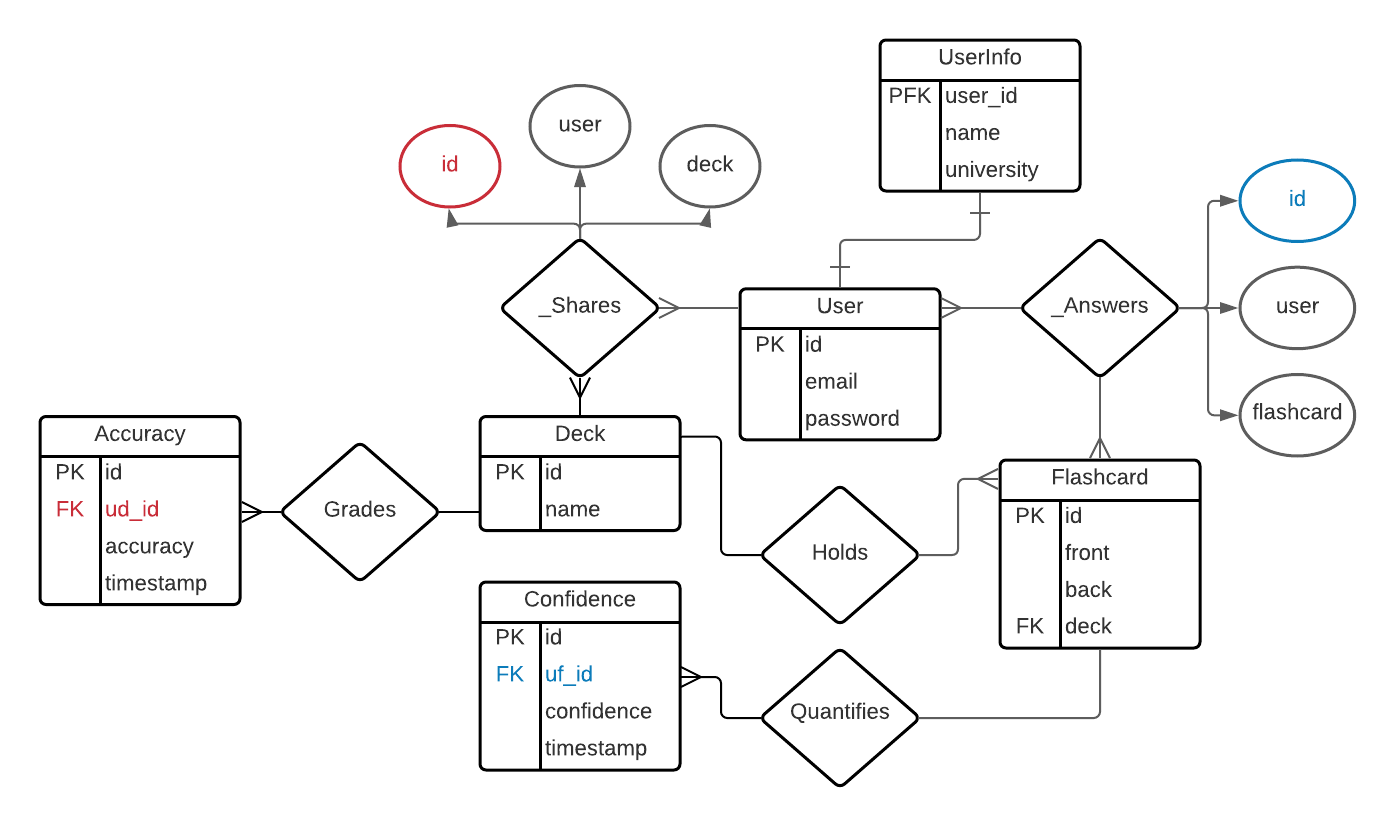 UserInfo
PFK user_id
name
university
user
id
deck
id
_Shares
User
_Answers
user
PK id
email
password
flashcard
Accuracy
PK id
FK ud_id
accuracy
timestamp
Grades
Deck
PK id
name
Holds
Flashcard
PK id
front
back
FK deck
Confidence
PK id
FK uf_id
confidence
timestamp
Quantifies